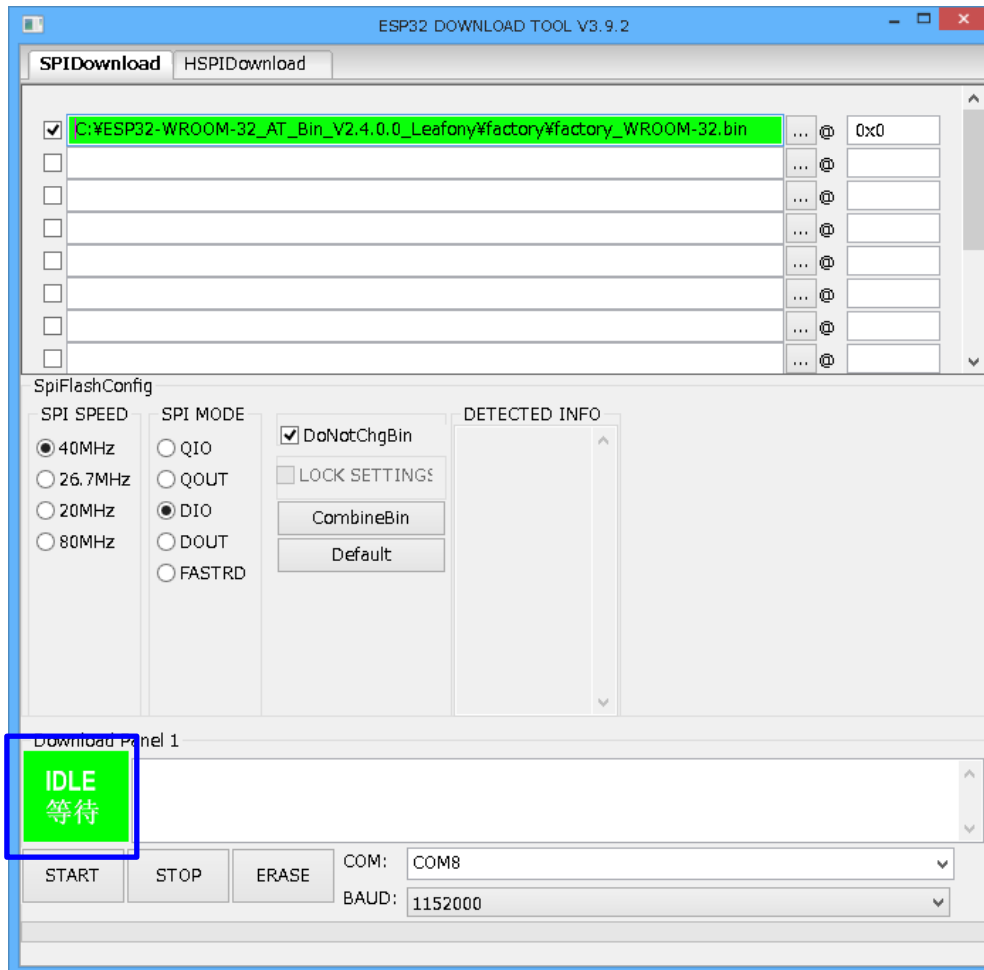 ESP32 DOWNLOAD TOOL V3.9.2
SPIDownload HSPIDownload
C:¥ESP32-WROOM-32_AT_Bin_V2.4.0.0_Leafony¥factory¥factory_WROOM-32.bin ... @ 0x0
... @
... @
... @
... @
... @
... @
... @
SpiFlashConfig
SPI SPEED SPI MODE DETECTED INFO
40MHz QIO DoNotChgBin
26.7MHz QOUT LOCK SETTINGS
20MHz DIO CombineBin
80MHz DOUT Default
FASTRD
Download Panel 1
IDLE
等待
START STOP ERASE COM: COM8
BAUD: 1152000